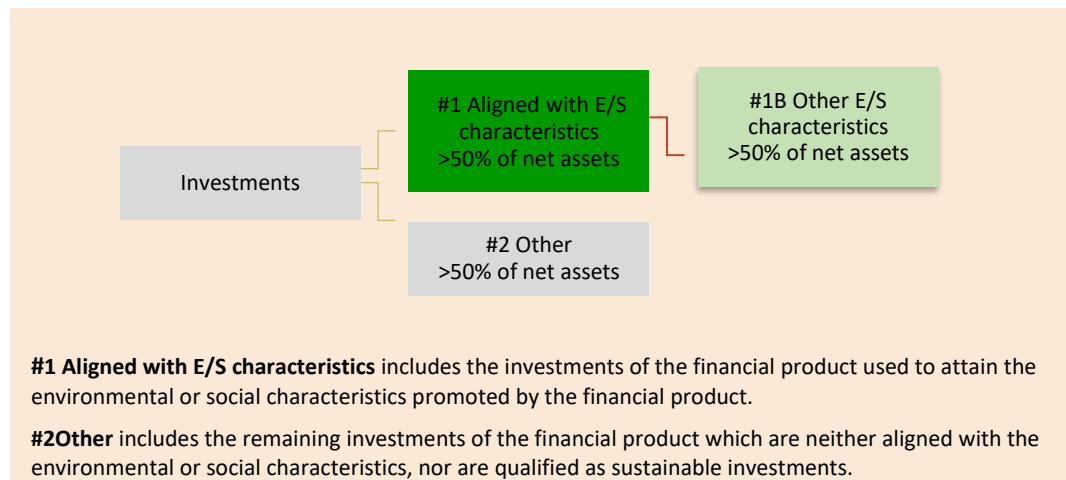 #1 Aligned with E/S
characteristics
>50% of net assets
#1B Other E/S
characteristics
>50% of net assets
Investments
#2 Other
>50% of net assets
#1 Aligned with E/S characteristics includes the investments of the financial product used to attain the
environmental or social characteristics promoted by the financial product.
#2Other includes the remaining investments of the financial product which are neither aligned with the
environmental or social characteristics, nor are qualified as sustainable investments.